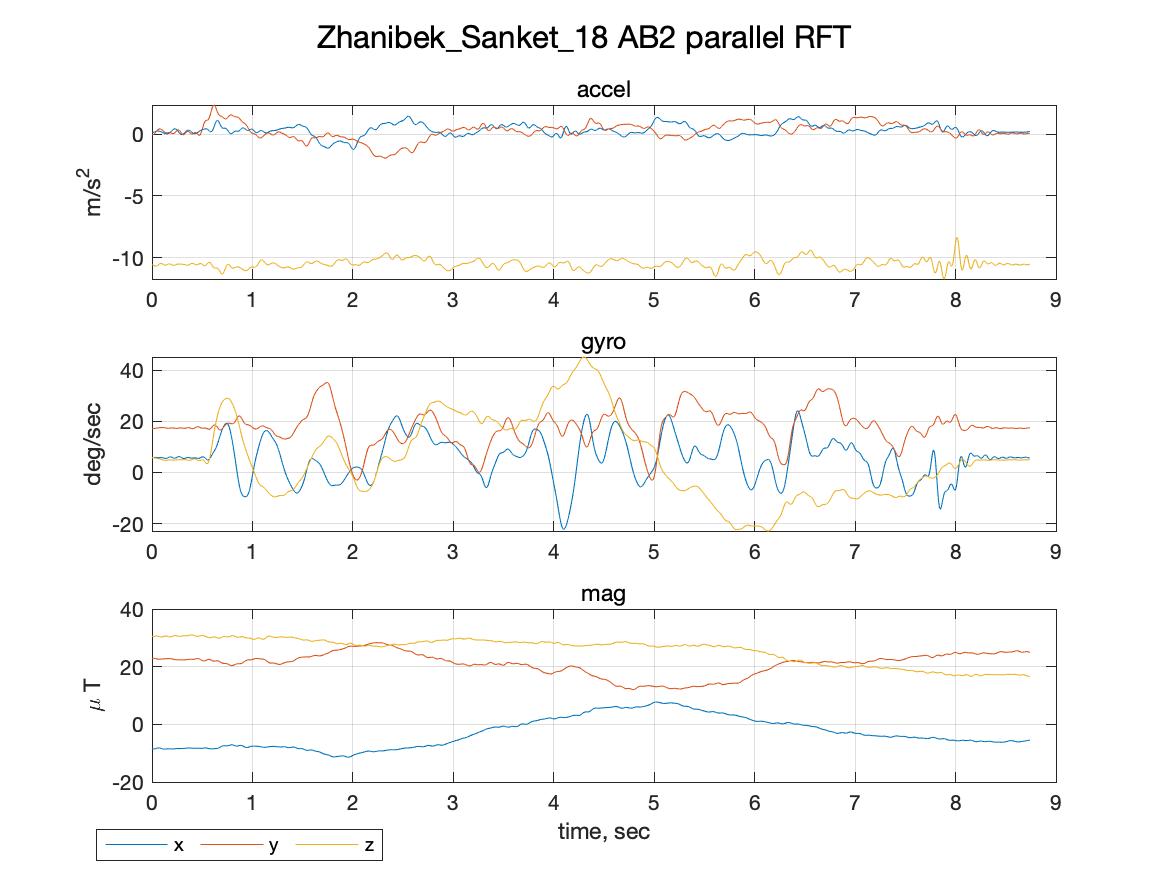 Zhanibek_Sanket_18 AB2 parallel RFT
accel
m/s²
0
-5
-10
0 1 2 3 4 5 6 7 8 9
gyro
deg/sec
40
20
0
-20
0 1 2 3 4 5 6 7 8 9
mag
μ T
40
20
0
-20
0 1 2 3 4 5 6 7 8 9
time, sec
x y z